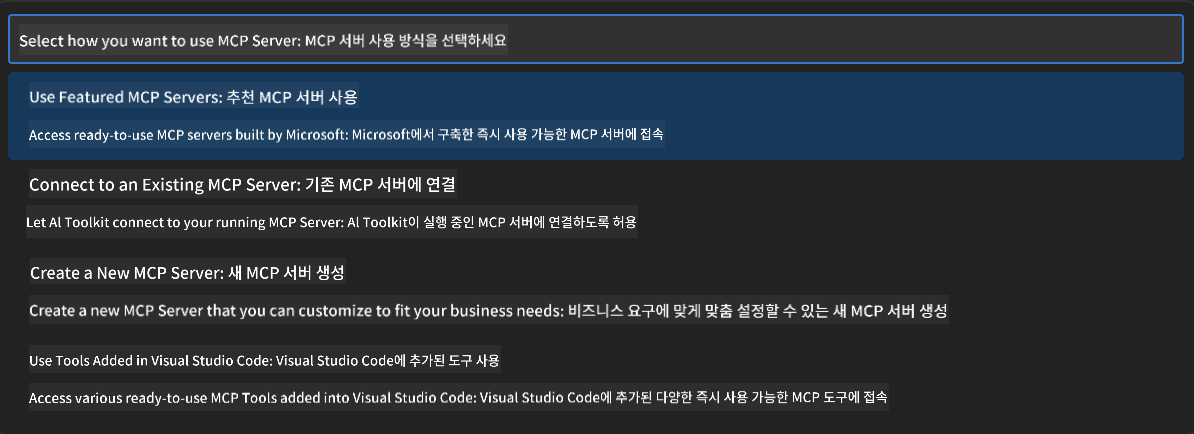 Select how you want to use MCP Server: MCP 서버 사용 방식을 선택하세요
Use Featured MCP Servers: 추천 MCP 서버 사용
Access ready-to-use MCP servers built by Microsoft: Microsoft에서 구축한 즉시 사용 가능한 MCP 서버에 접속
Connect to an Existing MCP Server: 기존 MCP 서버에 연결
Let AI Toolkit connect to your running MCP Server: AI Toolkit이 실행 중인 MCP 서버에 연결하도록 허용
Create a New MCP Server: 새 MCP 서버 생성
Create a new MCP Server that you can customize to fit your business needs: 비즈니스 요구에 맞게 맞춤 설정할 수 있는 새 MCP 서버 생성
Use Tools Added in Visual Studio Code: Visual Studio Code에 추가된 도구 사용
Access various ready-to-use MCP Tools added into Visual Studio Code: Visual Studio Code에 추가된 다양한 즉시 사용 가능한 MCP 도구에 접속